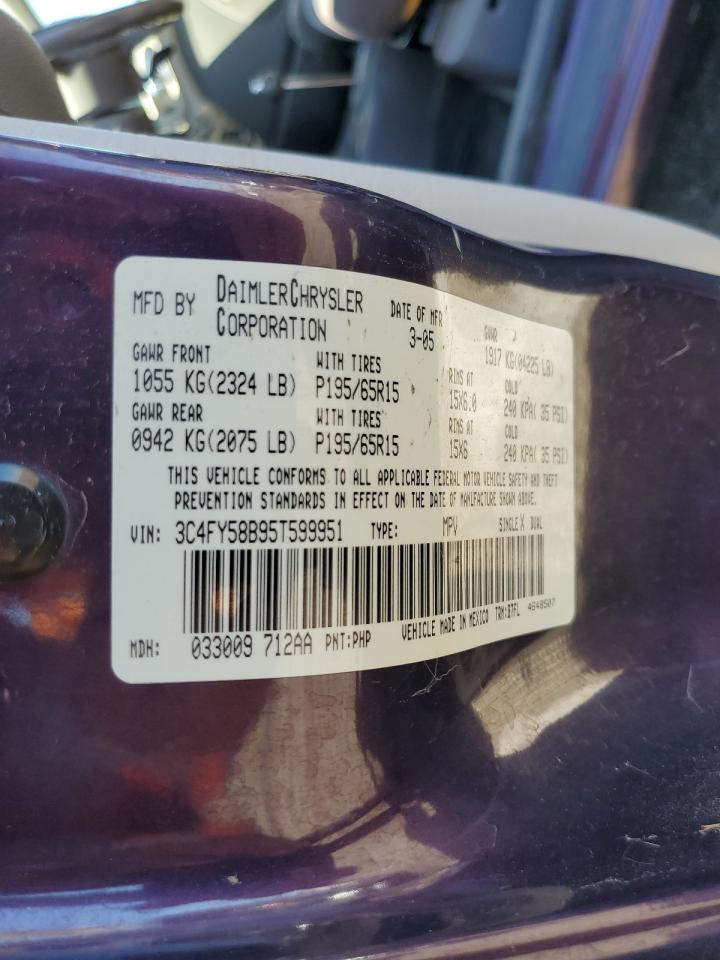 MFD BY DAIMLERCHRYSLER CORPORATION
DATE OF MFR 3-05
GVWR 1917 KG(04225 LB)
GAWR FRONT WITH TIRES RIMS AT COLD
1055 KG(2324 LB) P195/65R15 15X6.0 240 KPA( 35 PSI)
GAWR REAR WITH TIRES RIMS AT COLD
0942 KG(2075 LB) P195/65R15 15X6 240 KPA( 35 PSI)
THIS VEHICLE CONFORMS TO ALL APPLICABLE FEDERAL MOTOR VEHICLE SAFETY AND THEFT
PREVENTION STANDARDS IN EFFECT ON THE DATE OF MANUFACTURE SHOWN ABOVE.
VIN: 3C4FY58B95T599951 TYPE: MPV SINGLE X DUAL
MDH: 033009 712AA PNT:PHP VEHICLE MADE IN MEXICO TRM:B7FL 4648507